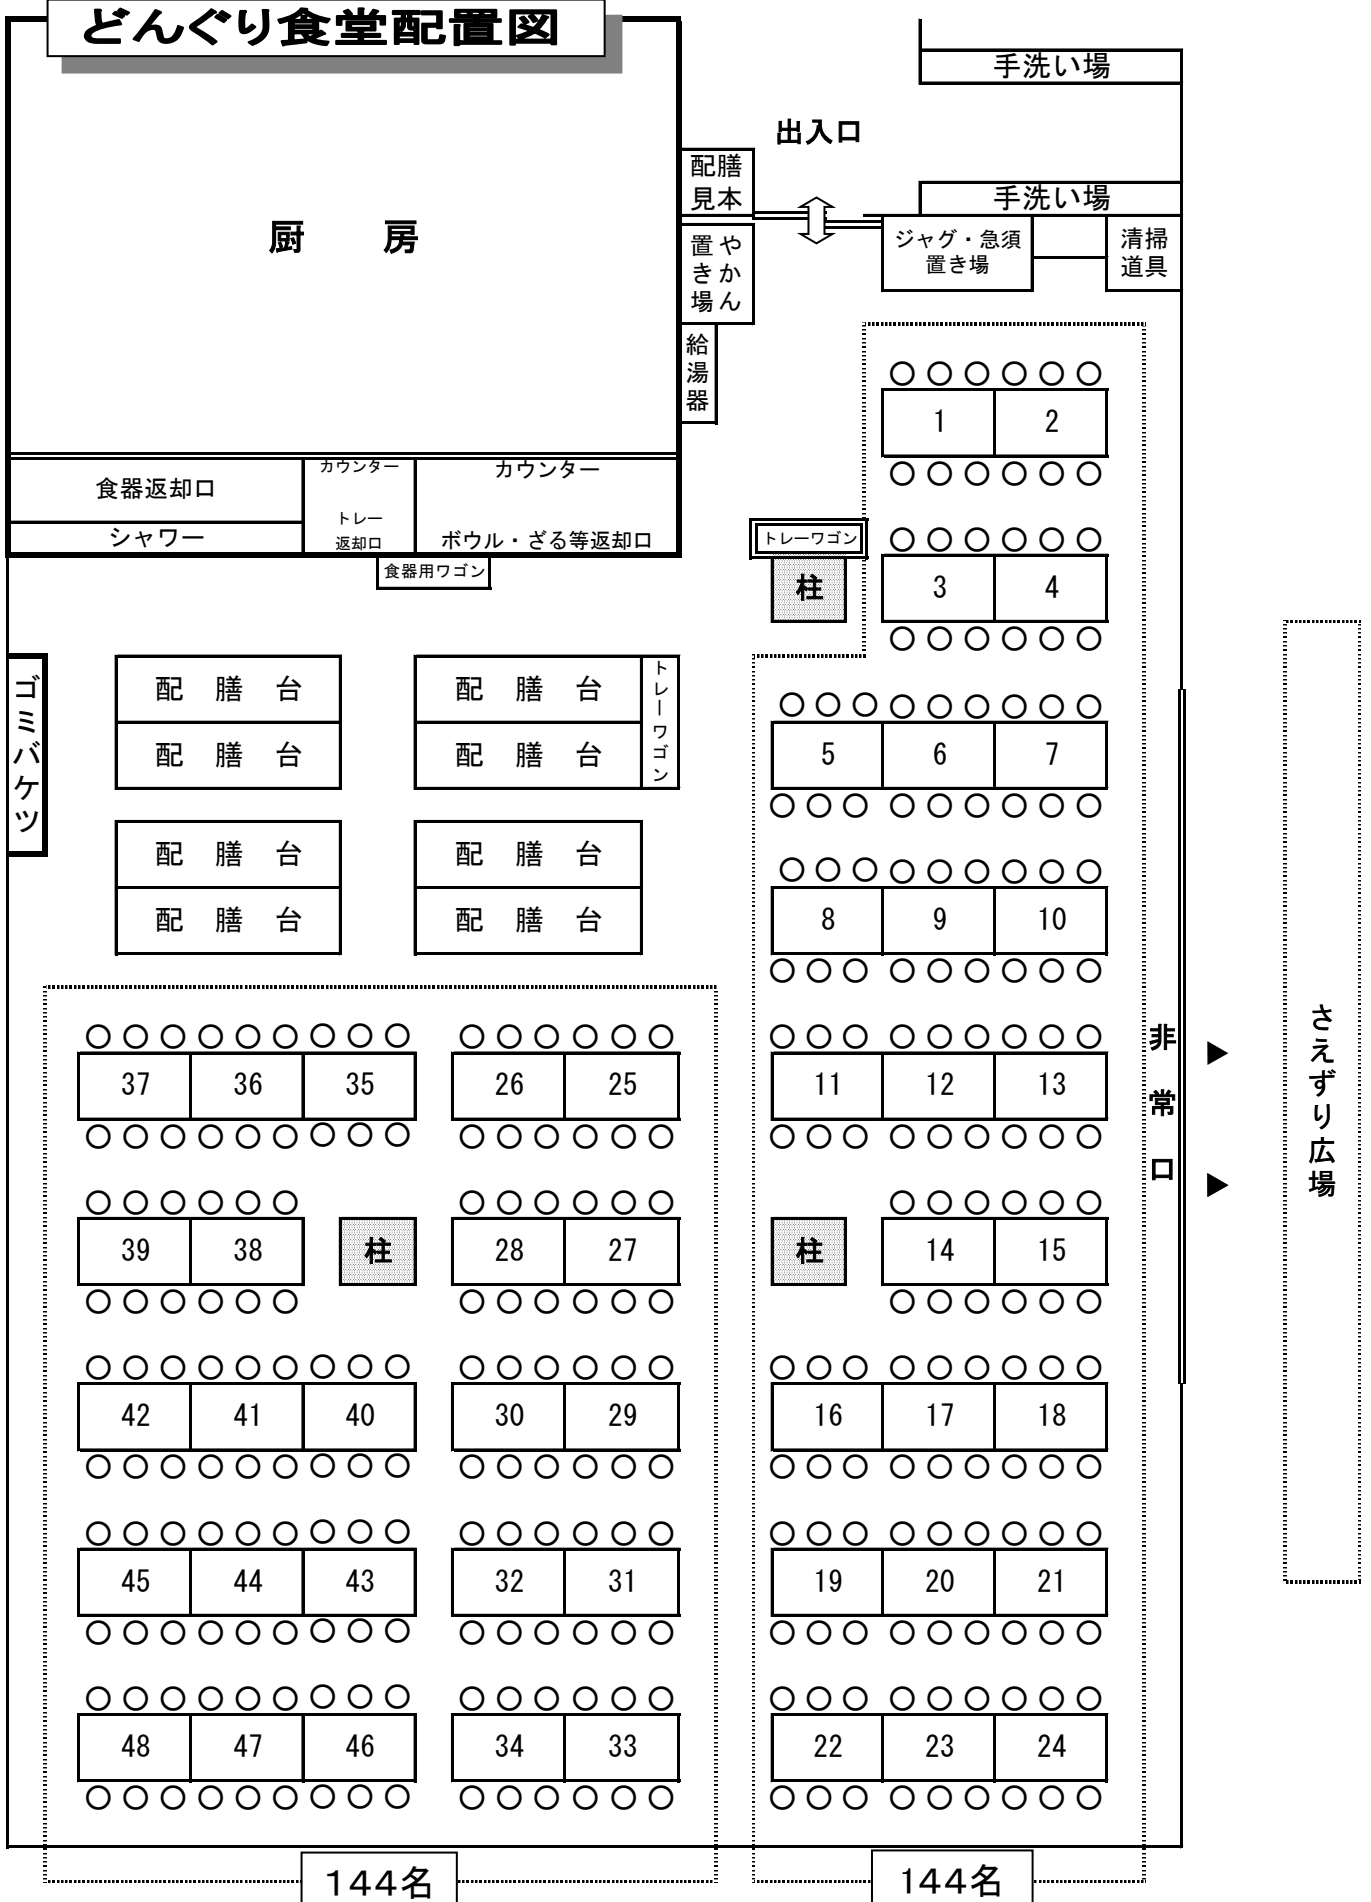 どんぐり食堂配置図
手洗い場
出入口
配膳
見本
手洗い場
厨房
やかん
置き場
ジャグ・急須
置き場
清掃
道具
給湯器
1 2
カウンター
カウンター
食器返却口
トレー
返却口
シャワー
ボウル・ざる等返却口
トレーワゴン
食器用ワゴン
柱
3 4
ゴミバケツ
配膳台
配膳台
トレーワゴン
配膳台
配膳台
5 6 7
配膳台
配膳台
配膳台
配膳台
8 9 10
非常口
さえずり広場
37 36 35 26 25 11 12 13
39 38 柱 28 27 柱 14 15
42 41 40 30 29 16 17 18
45 44 43 32 31 19 20 21
48 47 46 34 33 22 23 24
144名
144名